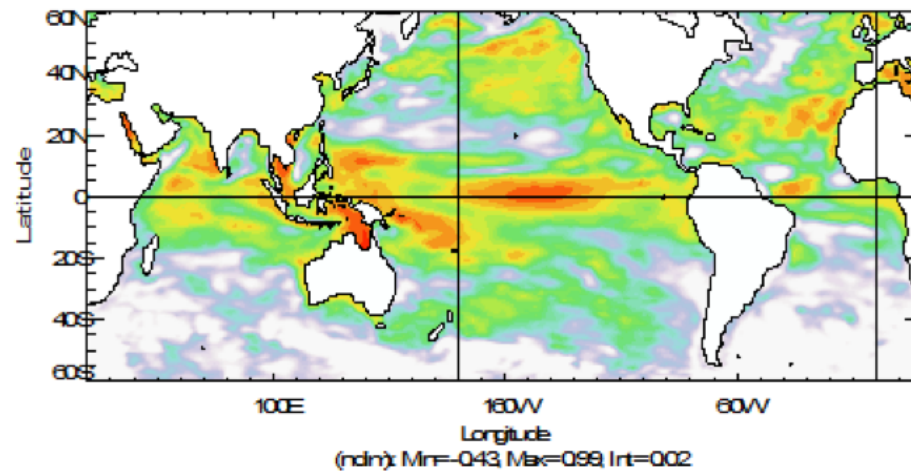 60N
40N
20N
0
20S
40S
60S
Latitude
100E 160W 60W
Longitude
(ndim): Min=-0.43, Max=0.99, Int=0.02